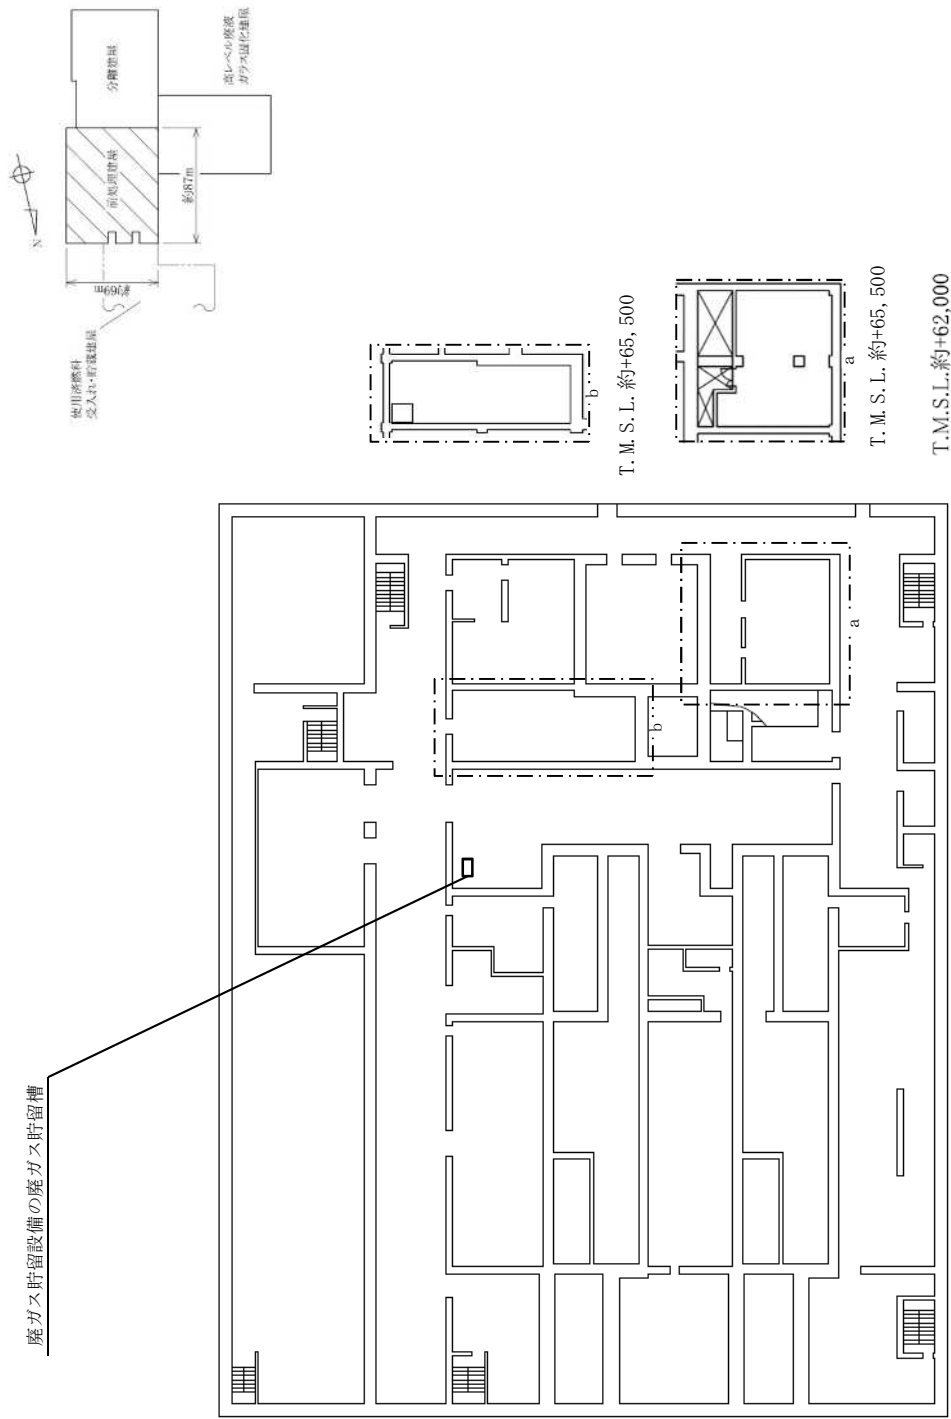 廃ガス貯留設備の廃ガス貯留槽
N
使用済燃料
受入れ・貯蔵建屋
約69m
前処理建屋
約87m
分離建屋
高レベル廃液
ガラス固化建屋
b
T.M.S.L.約+65,500
a
T.M.S.L.約+65,500
T.M.S.L.約+62,000
b
a